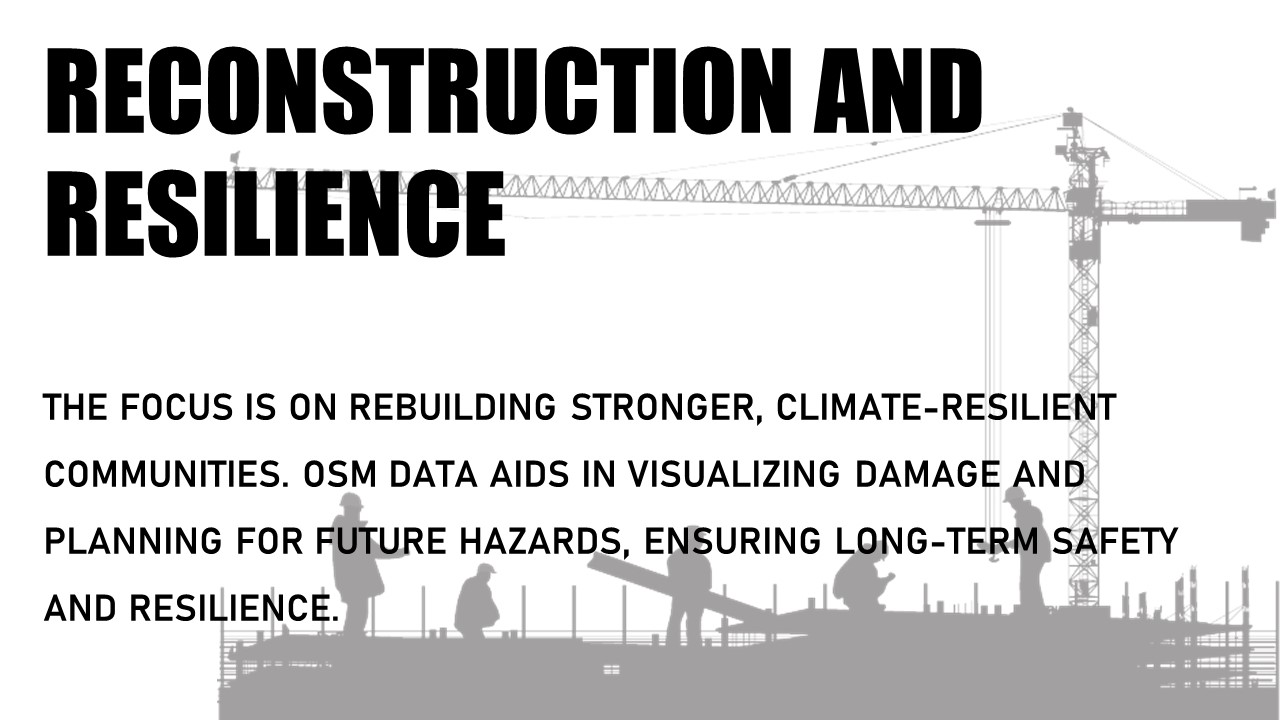 RECONSTRUCTION AND
RESILIENCE
THE FOCUS IS ON REBUILDING STRONGER, CLIMATE-RESILIENT
COMMUNITIES. OSM DATA AIDS IN VISUALIZING DAMAGE AND
PLANNING FOR FUTURE HAZARDS, ENSURING LONG-TERM SAFETY
AND RESILIENCE.